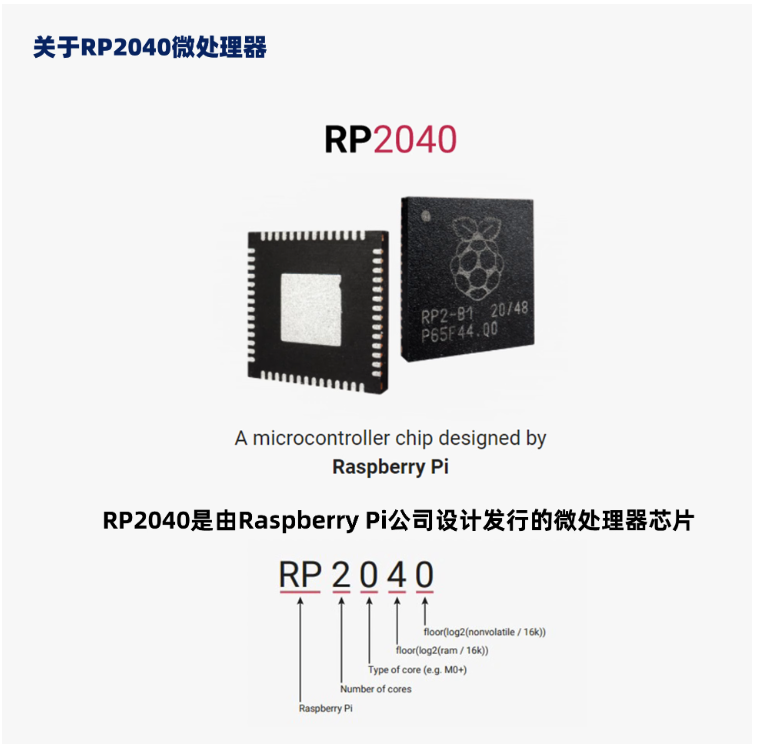 关于RP2040微处理器
RP2040
RP2-B1 20/48
P65F44.00
A microcontroller chip designed by
Raspberry Pi
RP2040是由Raspberry Pi公司设计发行的微处理器芯片
RP2040
floor(log2(nonvolatile / 16k))
floor(log2(ram / 16k))
Type of core (e.g. M0+)
Number of cores
Raspberry Pi